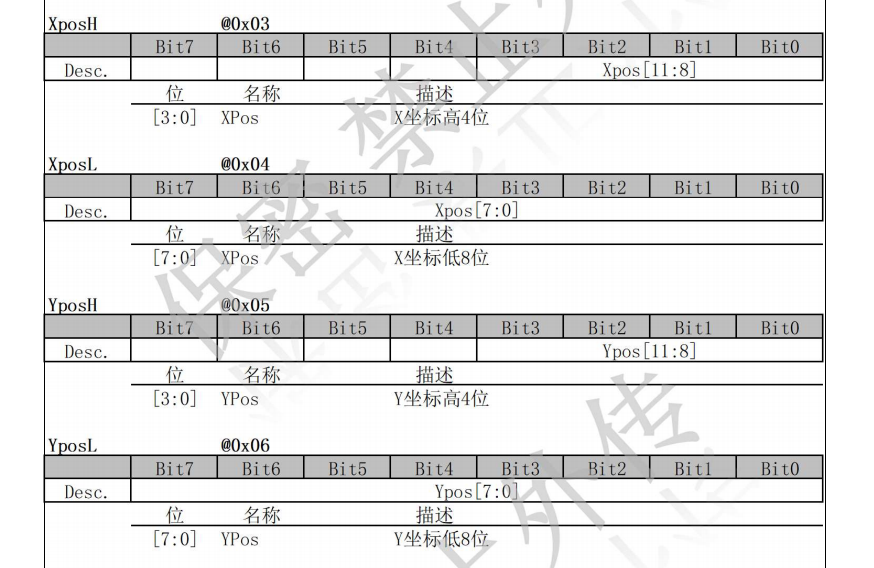 XposH @0x03
Bit7 Bit6 Bit5 Bit4 Bit3 Bit2 Bit1 Bit0
Desc. Xpos[11:8]
位 名称 描述
[3:0] XPos X坐标高4位
XposL @0x04
Bit7 Bit6 Bit5 Bit4 Bit3 Bit2 Bit1 Bit0
Desc. Xpos[7:0]
位 名称 描述
[7:0] XPos X坐标低8位
YposH @0x05
Bit7 Bit6 Bit5 Bit4 Bit3 Bit2 Bit1 Bit0
Desc. Ypos[11:8]
位 名称 描述
[3:0] YPos Y坐标高4位
YposL @0x06
Bit7 Bit6 Bit5 Bit4 Bit3 Bit2 Bit1 Bit0
Desc. Ypos[7:0]
位 名称 描述
[7:0] YPos Y坐标低8位
保密 禁止外
止外传